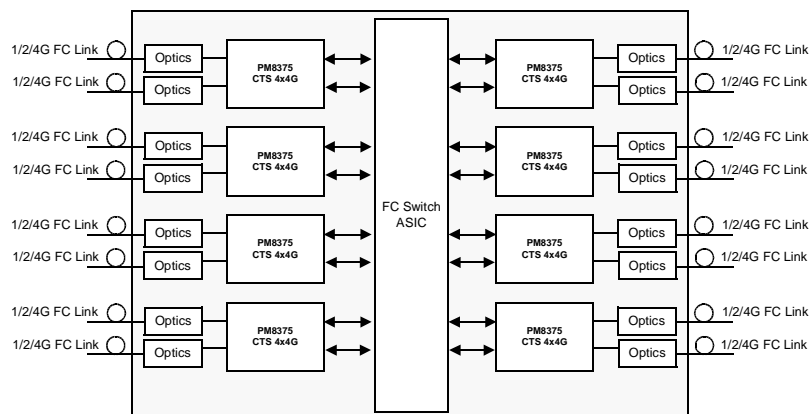 1/2/4G FC Link
Optics
PM8375
CTS 4x4G
1/2/4G FC Link
Optics
1/2/4G FC Link
Optics
PM8375
CTS 4x4G
1/2/4G FC Link
Optics
1/2/4G FC Link
Optics
PM8375
CTS 4x4G
1/2/4G FC Link
Optics
1/2/4G FC Link
Optics
PM8375
CTS 4x4G
1/2/4G FC Link
Optics
FC Switch
ASIC
PM8375
CTS 4x4G
Optics
1/2/4G FC Link
Optics
1/2/4G FC Link
PM8375
CTS 4x4G
Optics
1/2/4G FC Link
Optics
1/2/4G FC Link
PM8375
CTS 4x4G
Optics
1/2/4G FC Link
Optics
1/2/4G FC Link
PM8375
CTS 4x4G
Optics
1/2/4G FC Link
Optics
1/2/4G FC Link